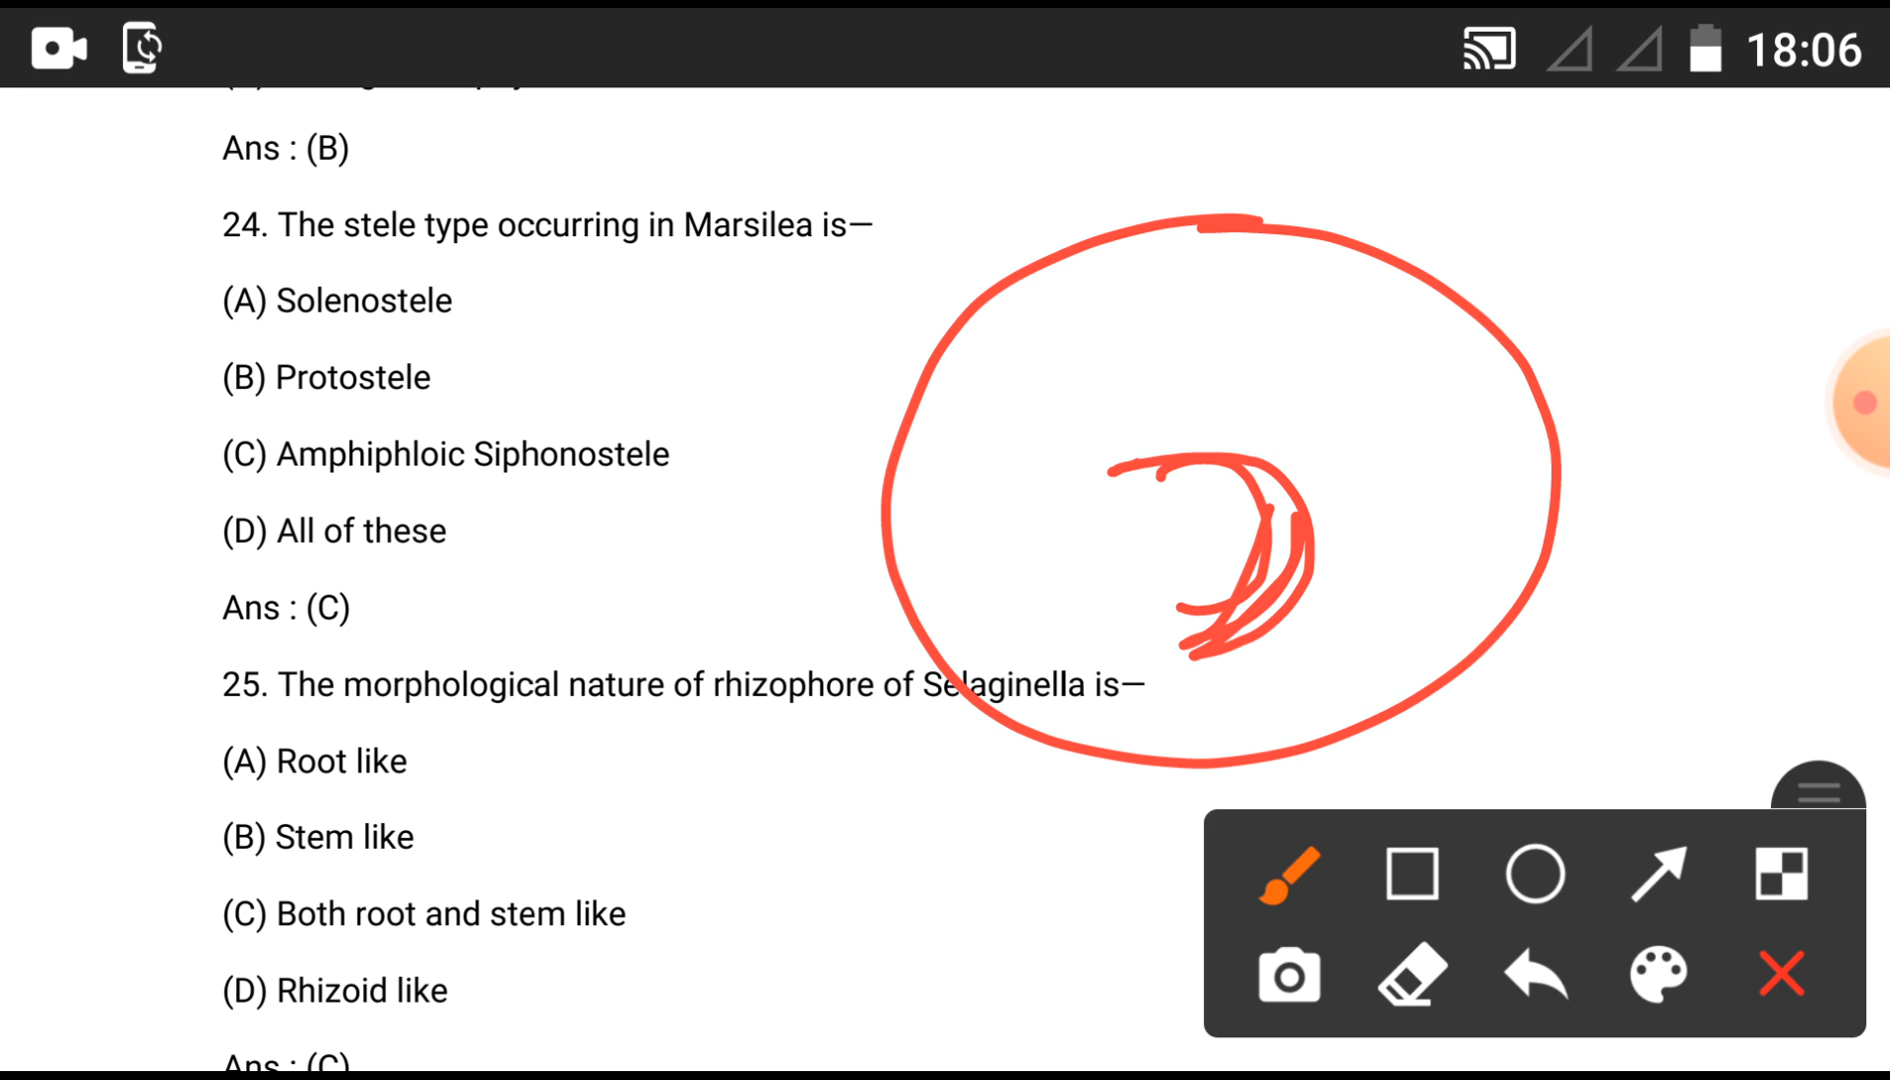 18:06
Ans : (B)
24. The stele type occurring in Marsilea is—
(A) Solenostele
(B) Protostele
(C) Amphiphloic Siphonostele
(D) All of these
Ans : (C)
25. The morphological nature of rhizophore of Selaginella is—
(A) Root like
(B) Stem like
(C) Both root and stem like
(D) Rhizoid like
Ans : (C)